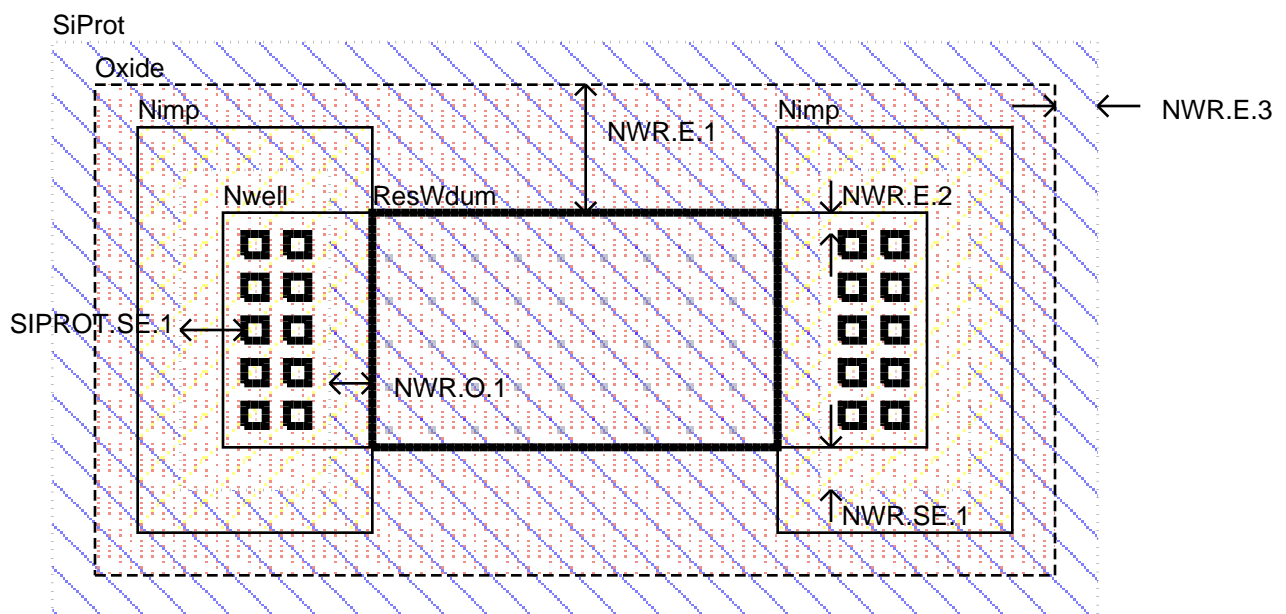 SiProt
Oxide
Nimp
Nimp
NWR.E.3
NWR.E.1
Nwell
ResWdum
NWR.E.2
SIPROT.SE.1
NWR.O.1
NWR.SE.1